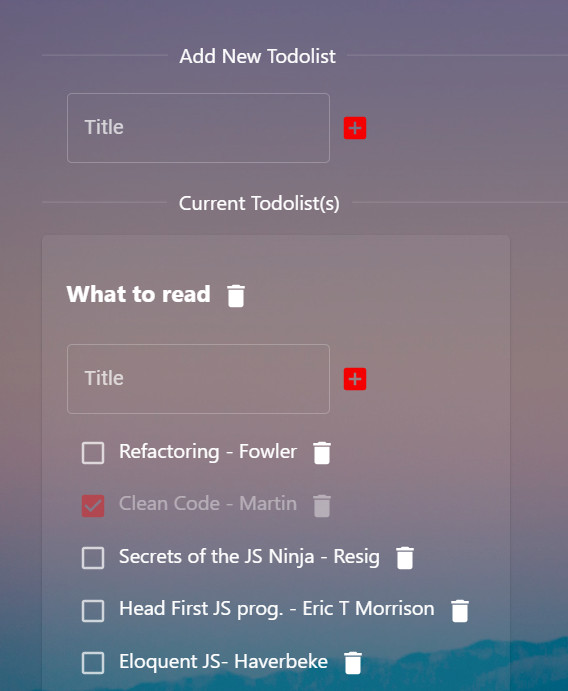 Add New Todolist
Title
Current Todolist(s)
What to read
Title
Refactoring - Fowler
Clean Code - Martin
Secrets of the JS Ninja - Resig
Head First JS prog. - Eric T Morrison
Eloquent JS- Haverbeke